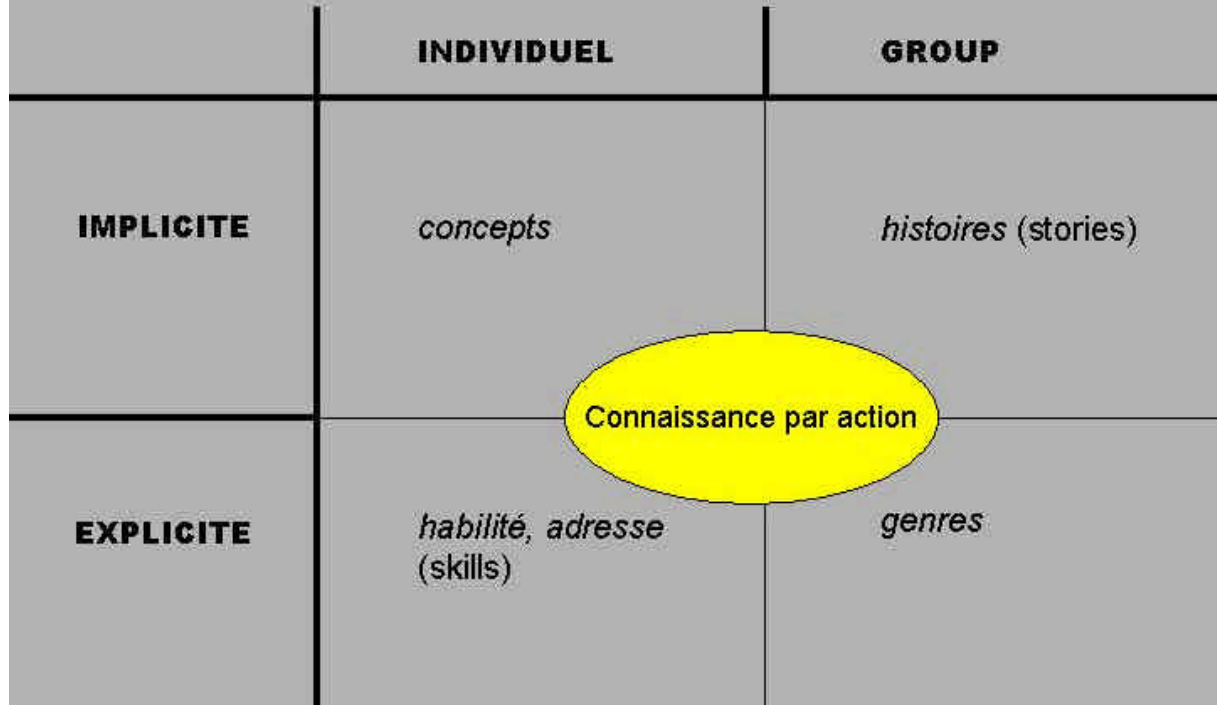 INDIVIDUEL GROUP
IMPLICITE concepts histoires (stories)
Connaissance par action
EXPLICITE habilité, adresse genres
(skills)